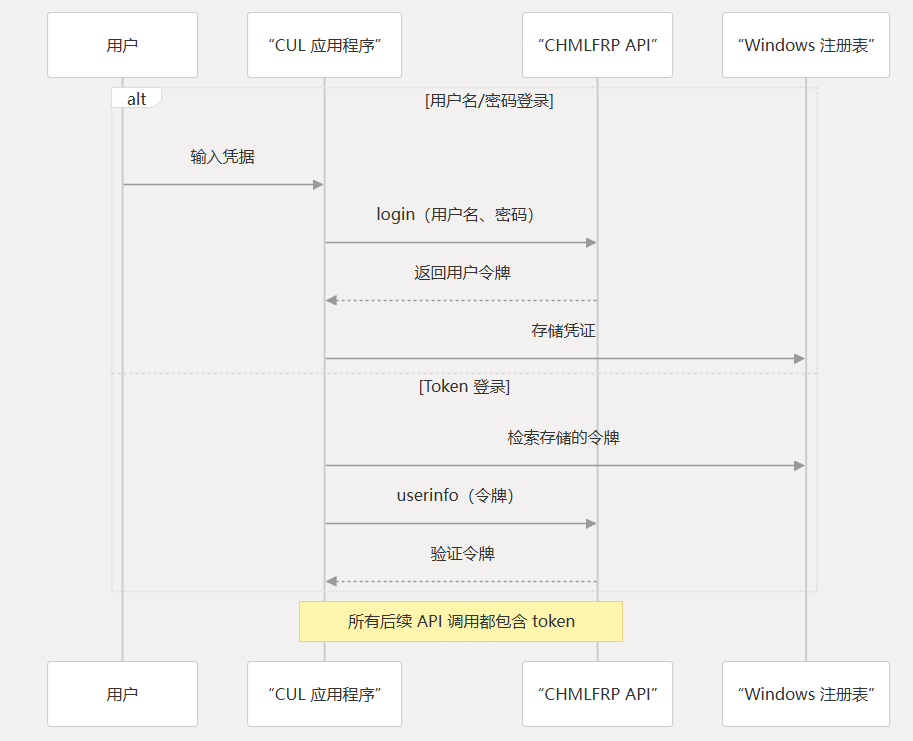 用户
“CUL 应用程序”
“CHMLFRP API”
“Windows 注册表”
alt
[用户名/密码登录]
输入凭据
login（用户名、密码）
返回用户令牌
存储凭证
[Token 登录]
检索存储的令牌
userinfo（令牌）
验证令牌
所有后续 API 调用都包含 token
用户
“CUL 应用程序”
“CHMLFRP API”
“Windows 注册表”